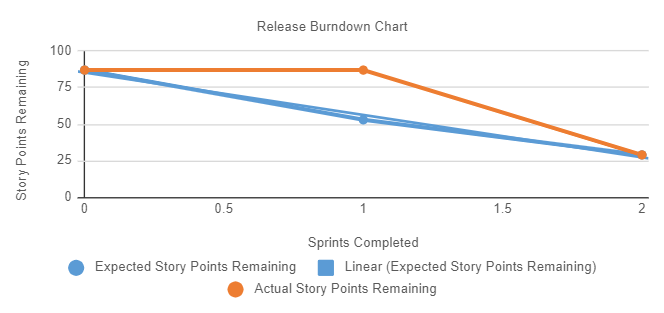 Release Burndown Chart
Story Points Remaining
100
75
50
25
0
0 0.5 1 1.5 2
Sprints Completed
Expected Story Points Remaining Linear (Expected Story Points Remaining)
Actual Story Points Remaining